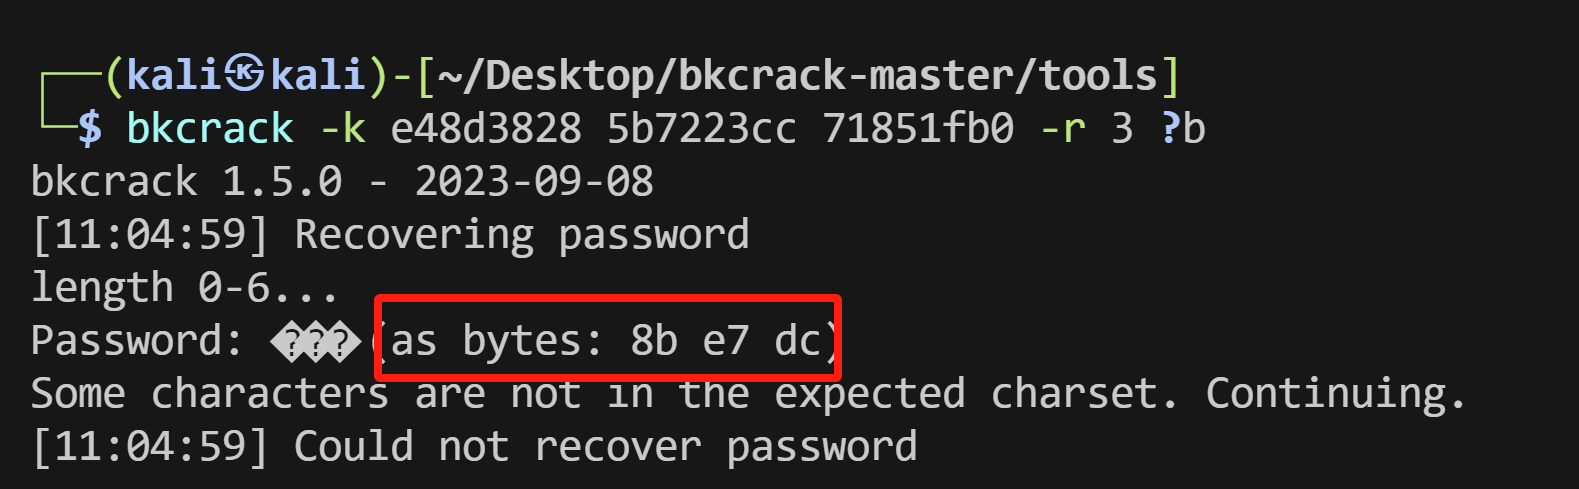 ┌──(kali㉿kali)-[~/Desktop/bkcrack-master/tools]
└─$ bkcrack -k e48d3828 5b7223cc 71851fb0 -r 3 ?b
bkcrack 1.5.0 - 2023-09-08
[11:04:59] Recovering password
length 0-6...
Password: ��� (as bytes: 8b e7 dc)
Some characters are not in the expected charset. Continuing.
[11:04:59] Could not recover password